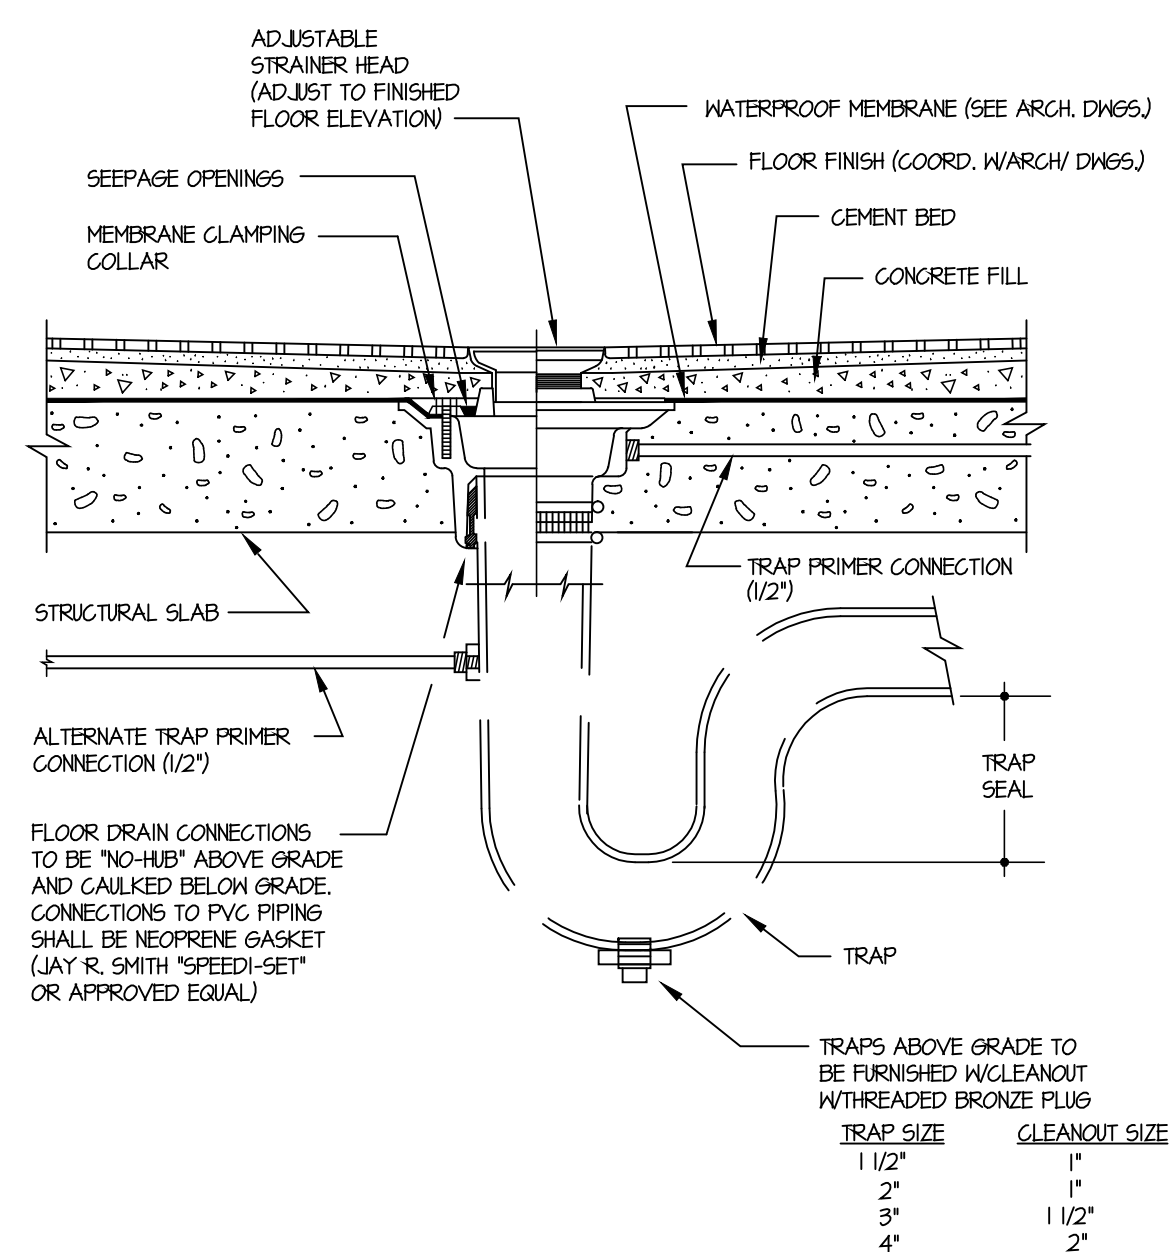 ADJUSTABLE
STRAINER HEAD
(ADJUST TO FINISHED
FLOOR ELEVATION)
WATERPROOF MEMBRANE (SEE ARCH. DWGS.)
FLOOR FINISH (COORD. W/ARCH/ DWGS.)
SEEPAGE OPENINGS
CEMENT BED
MEMBRANE CLAMPING
COLLAR
CONCRETE FILL
TRAP PRIMER CONNECTION
(1/2")
STRUCTURAL SLAB
ALTERNATE TRAP PRIMER
CONNECTION (1/2")
TRAP
SEAL
FLOOR DRAIN CONNECTIONS
TO BE "NO-HUB" ABOVE GRADE
AND CAULKED BELOW GRADE.
CONNECTIONS TO PVC PIPING
SHALL BE NEOPRENE GASKET
(JAY R. SMITH "SPEEDI-SET"
OR APPROVED EQUAL)
TRAP
TRAPS ABOVE GRADE TO
BE FURNISHED W/CLEANOUT
W/THREADED BRONZE PLUG
TRAP SIZE CLEANOUT SIZE
1 1/2" 1"
2" 1"
3" 1 1/2"
4" 2"